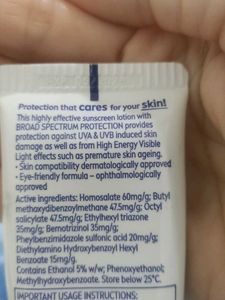 Protection that cares for your skin!
This highly effective sunscreen lotion with
BROAD SPECTRUM PROTECTION provides
protection against UVA & UVB induced skin
damage as well as from High Energy Visible
Light effects such as premature skin ageing.
- Skin compatibility dermatologically approved
- Eye-friendly formula – ophthalmologically
approved
Active ingredients: Homosalate 60mg/g; Butyl
methoxydibenzoylmethane 47.5mg/g; Octyl
salicylate 47.5mg/g; Ethylhexyl triazone
35mg/g; Bemotrizinol 35mg/g;
Phenylbenzimidazole sulfonic acid 20mg/g;
Diethylamino Hydroxybenzoyl Hexyl
Benzoate 15mg/g.
Contains Ethanol 5% w/w; Phenoxyethanol;
Methylhydroxybenzoate. Store below 25°C.
IMPORTANT USAGE INSTRUCTIONS: